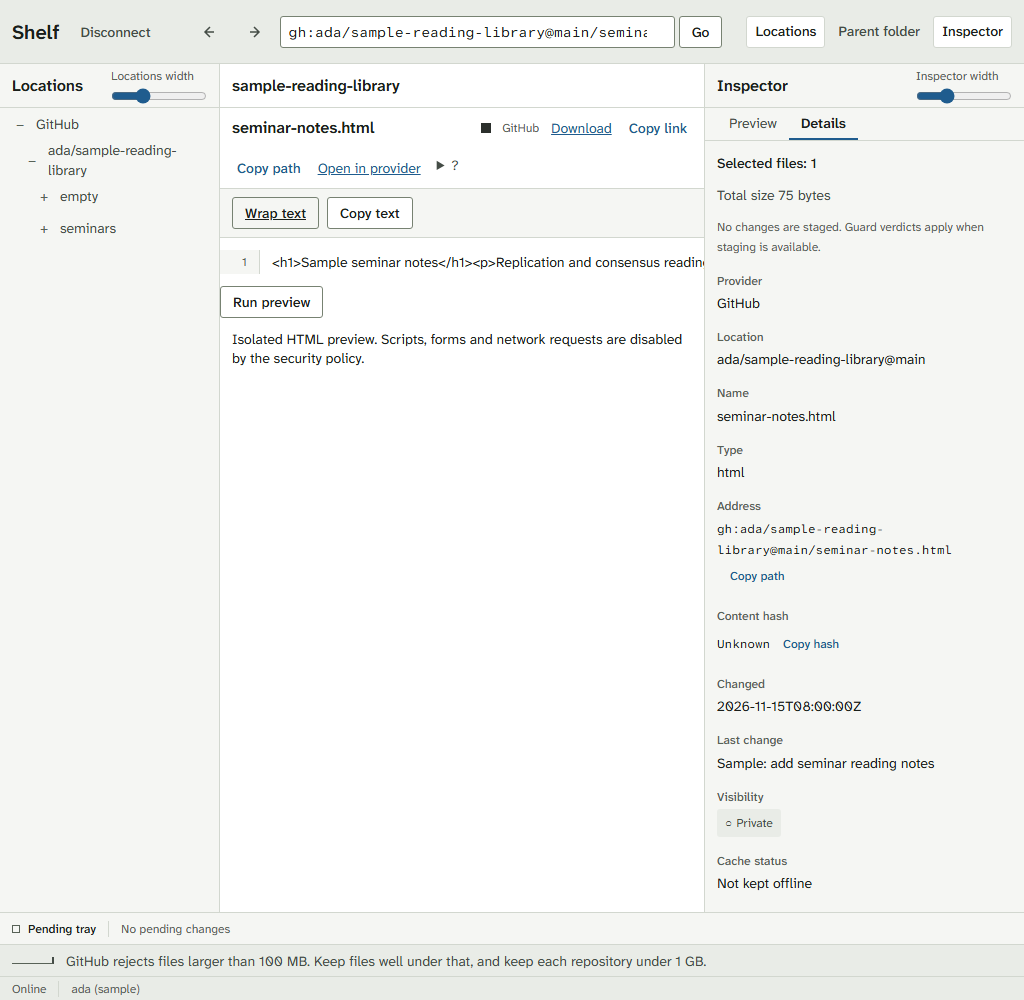 Shelf
Disconnect
gh:ada/sample-reading-library@main/semina
Go
Locations
Parent folder
Inspector
Locations
Locations width
sample-reading-library
Inspector
Inspector width
GitHub
ada/sample-reading-
library
empty
seminars
seminar-notes.html
GitHub
Download
Copy link
Copy path
Open in provider
?
Wrap text
Copy text
1
<h1>Sample seminar notes</h1><p>Replication and consensus readin
Run preview
Isolated HTML preview. Scripts, forms and network requests are disabled
by the security policy.
Preview
Details
Selected files: 1
Total size 75 bytes
No changes are staged. Guard verdicts apply when
staging is available.
Provider
GitHub
Location
ada/sample-reading-library@main
Name
seminar-notes.html
Type
html
Address
gh:ada/sample-reading-
library@main/seminar-notes.html
Copy path
Content hash
Unknown
Copy hash
Changed
2026-11-15T08:00:00Z
Last change
Sample: add seminar reading notes
Visibility
Private
Cache status
Not kept offline
Pending tray
No pending changes
GitHub rejects files larger than 100 MB. Keep files well under that, and keep each repository under 1 GB.
Online
ada (sample)